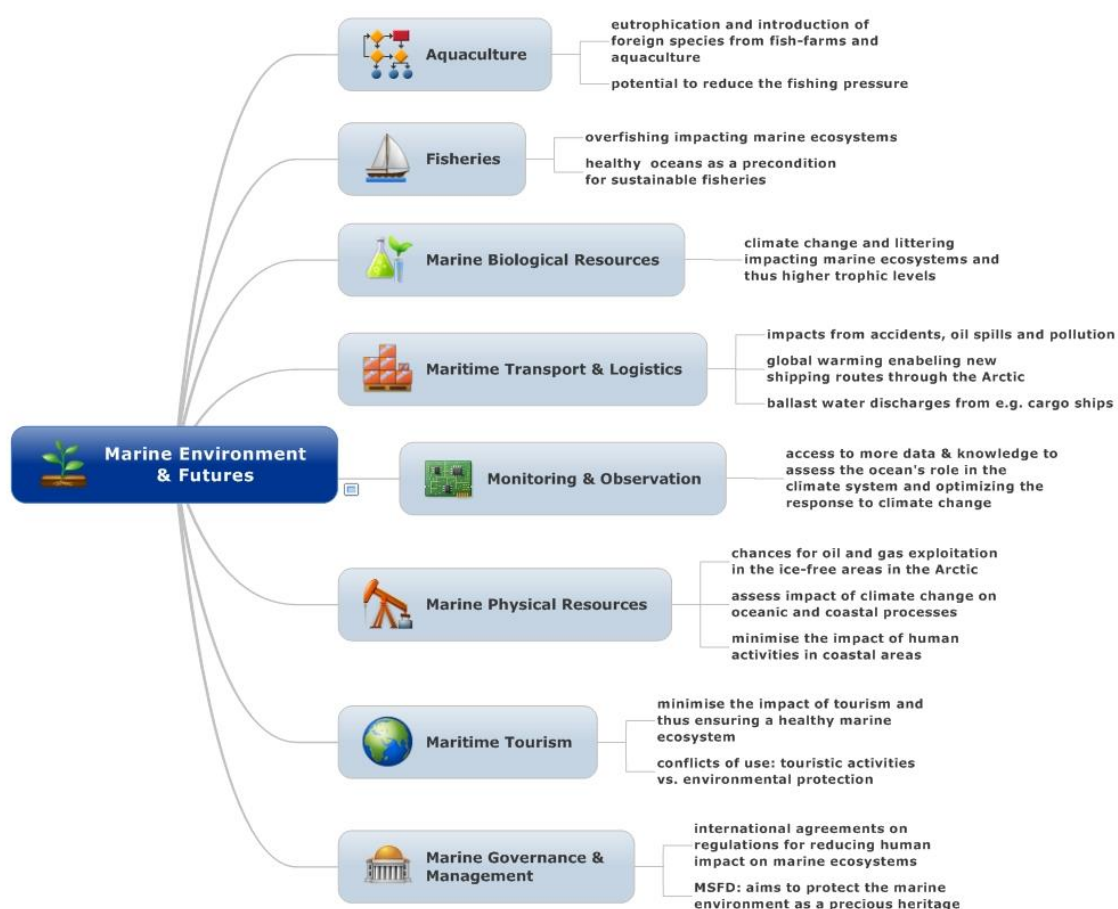 Aquaculture
eutrophication and introduction of
foreign species from fish-farms and
aquaculture
potential to reduce the fishing pressure
Fisheries
overfishing impacting marine ecosystems
healthy oceans as a precondition
for sustainable fisheries
Marine Biological Resources
climate change and littering
impacting marine ecosystems and
thus higher trophic levels
Maritime Transport & Logistics
impacts from accidents, oil spills and pollution
global warming enabeling new
shipping routes through the Arctic
ballast water discharges from e.g. cargo ships
Marine Environment
& Futures
Monitoring & Observation
access to more data & knowledge to
assess the ocean's role in the
climate system and optimizing the
response to climate change
Marine Physical Resources
chances for oil and gas exploitation
in the ice-free areas in the Arctic
assess impact of climate change on
oceanic and coastal processes
minimise the impact of human
activities in coastal areas
Maritime Tourism
minimise the impact of tourism and
thus ensuring a healthy marine
ecosystem
conflicts of use: touristic activities
vs. environmental protection
Marine Governance &
Management
international agreements on
regulations for reducing human
impact on marine ecosystems
MSFD: aims to protect the marine
environment as a precious heritage